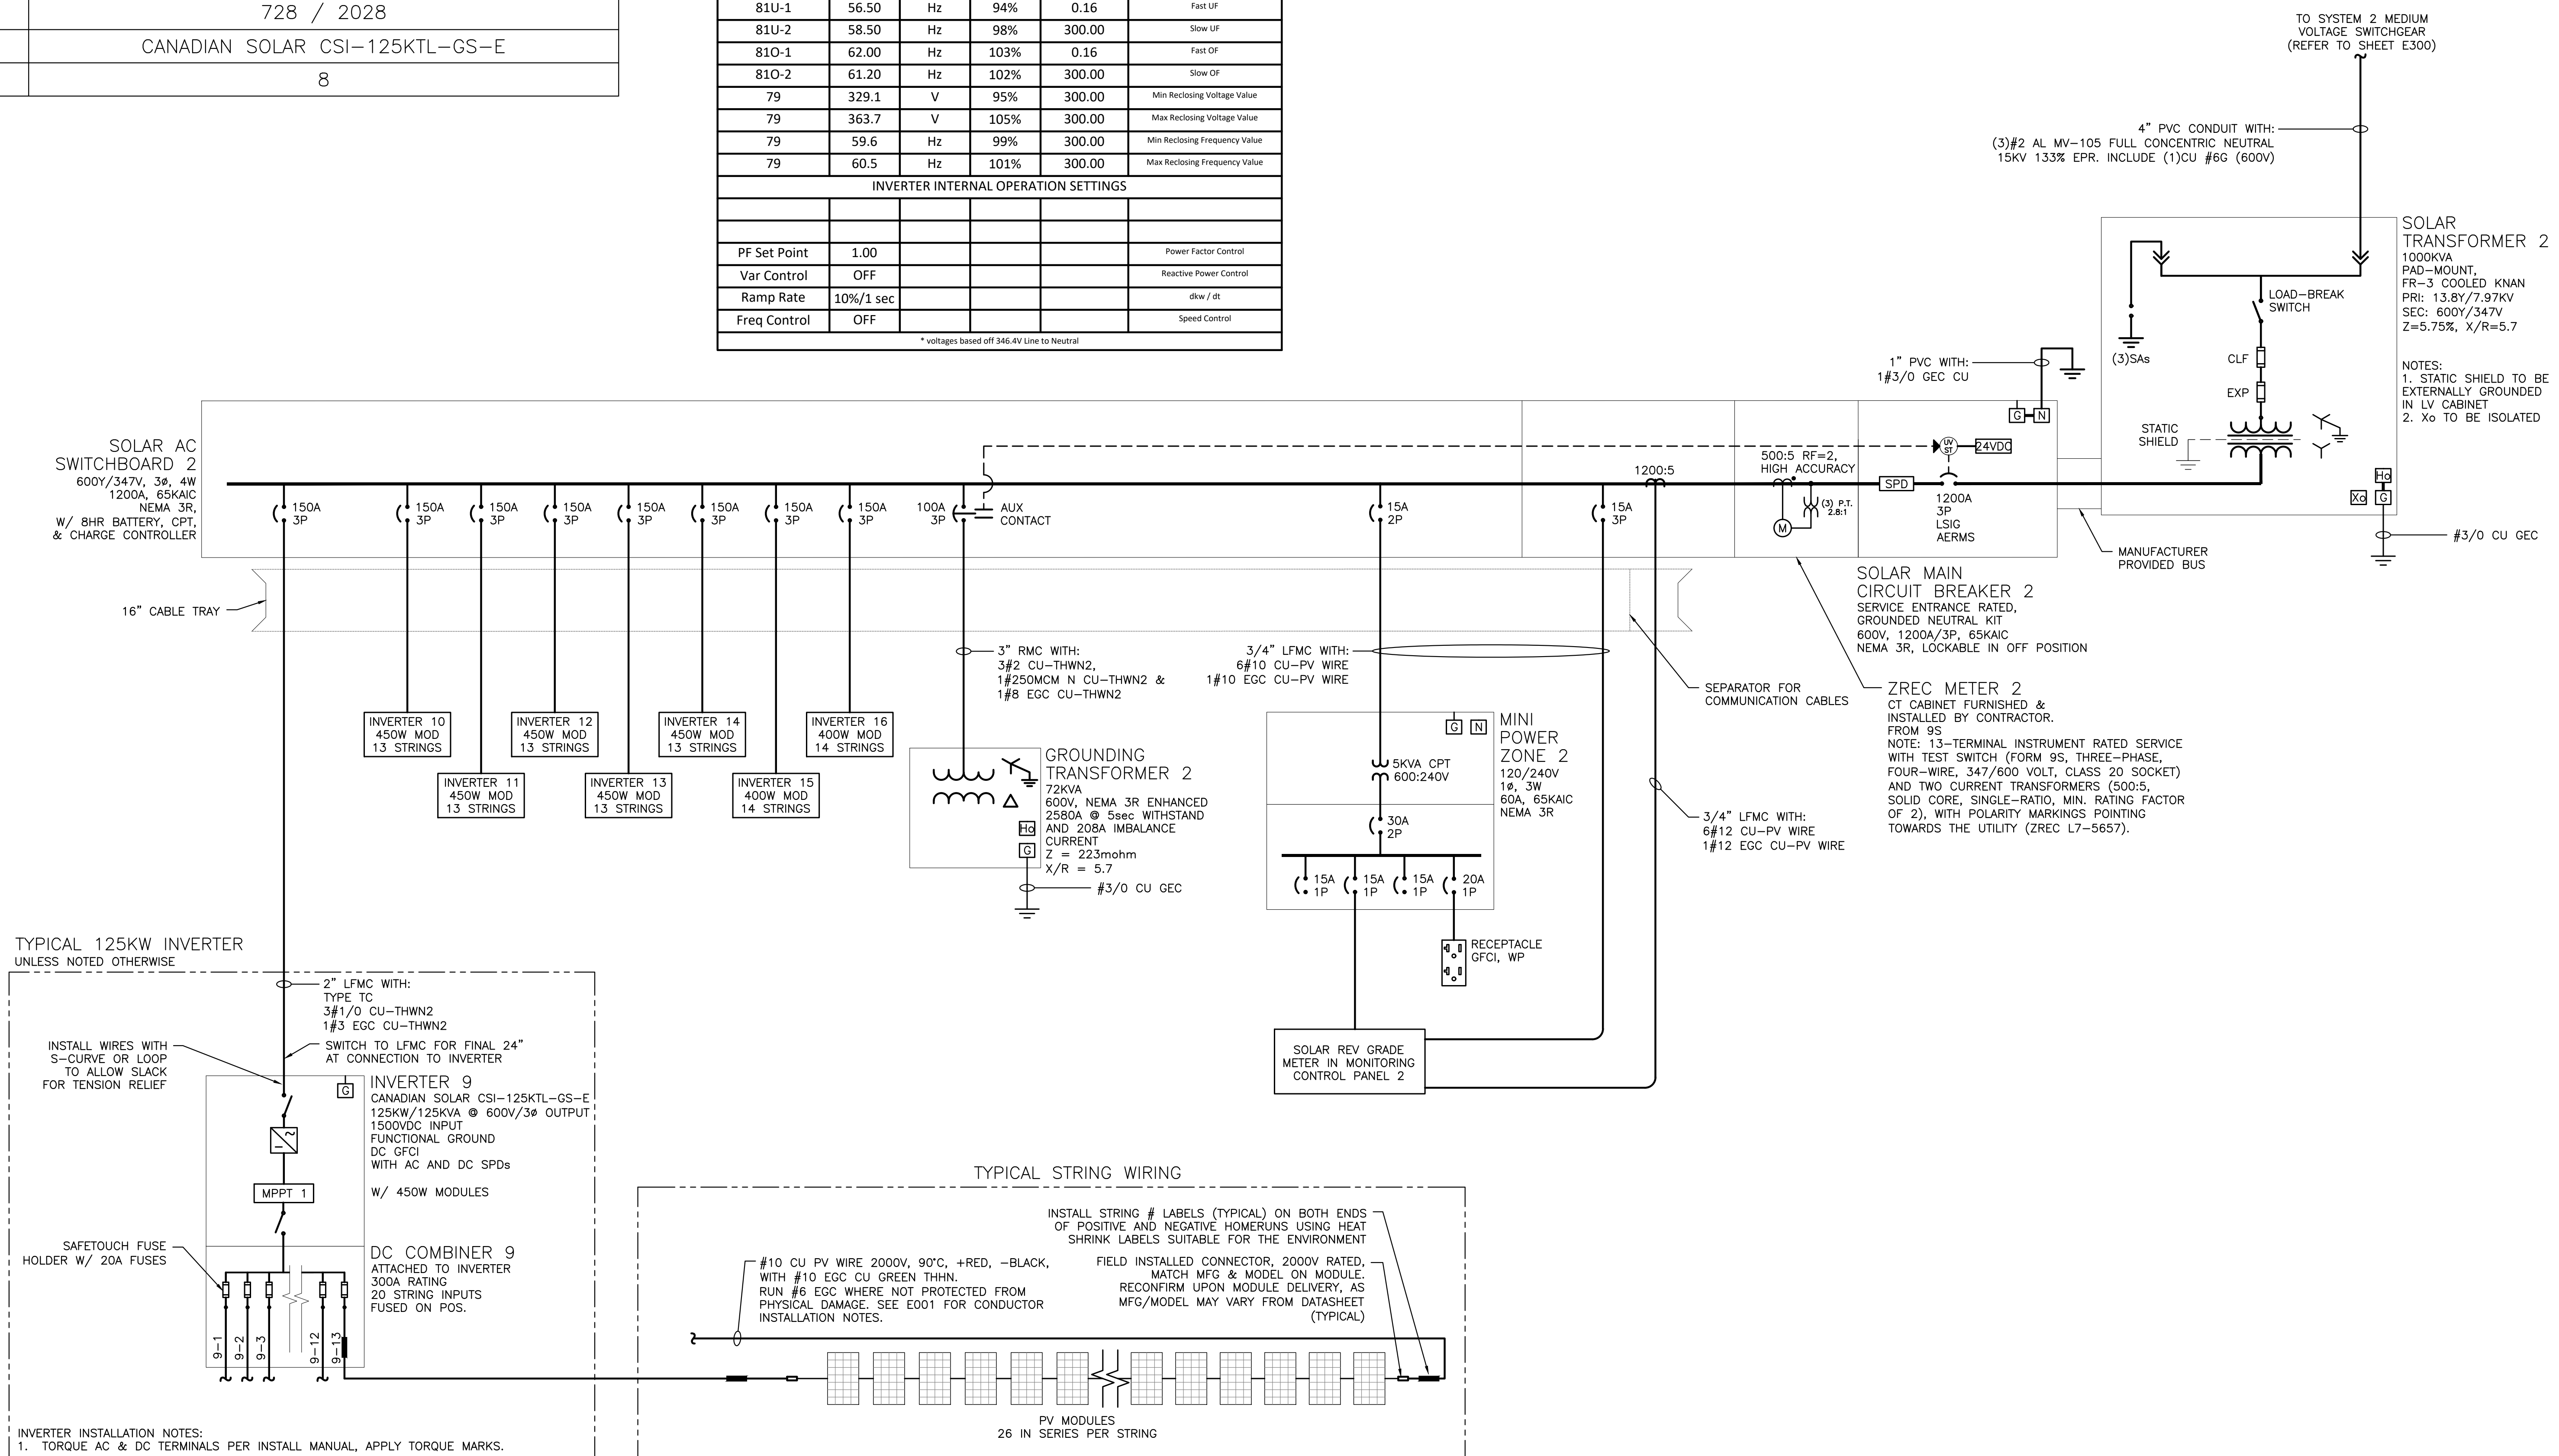 728 / 2028
CANADIAN SOLAR CSI-125KTL-GS-E
8
81U-1 56.50 Hz 94% 0.16 Fast UF
81U-2 58.50 Hz 98% 300.00 Slow UF
81O-1 62.00 Hz 103% 0.16 Fast OF
81O-2 61.20 Hz 102% 300.00 Slow OF
79 329.1 V 95% 300.00 Min Reclosing Voltage Value
79 363.7 V 105% 300.00 Max Reclosing Voltage Value
79 59.6 Hz 99% 300.00 Min Reclosing Frequency Value
79 60.5 Hz 101% 300.00 Max Reclosing Frequency Value
INVERTER INTERNAL OPERATION SETTINGS
PF Set Point 1.00 Power Factor Control
Var Control OFF Reactive Power Control
Ramp Rate 10%/1 sec dkw / dt
Freq Control OFF Speed Control
* voltages based off 346.4V Line to Neutral
TO SYSTEM 2 MEDIUM
VOLTAGE SWITCHGEAR
(REFER TO SHEET E300)
4" PVC CONDUIT WITH:
(3)#2 AL MV-105 FULL CONCENTRIC NEUTRAL
15KV 133% EPR. INCLUDE (1)CU #6G (600V)
SOLAR
TRANSFORMER 2
1000KVA
PAD-MOUNT,
FR-3 COOLED KNAN
PRI: 13.8Y/7.97KV
SEC: 600Y/347V
Z=5.75%, X/R=5.7
NOTES:
1. STATIC SHIELD TO BE
EXTERNALLY GROUNDED
IN LV CABINET
2. Xo TO BE ISOLATED
LOAD-BREAK
SWITCH
(3)SAs
CLF
EXP
STATIC
SHIELD
Ho
Xo G
#3/0 CU GEC
1" PVC WITH:
1#3/0 GEC CU
G N
UV
ST
24VDC
SOLAR AC
SWITCHBOARD 2
600Y/347V, 3ø, 4W
1200A, 65KAIC
NEMA 3R,
W/ 8HR BATTERY, CPT,
& CHARGE CONTROLLER
150A
3P
150A
3P
150A
3P
150A
3P
150A
3P
150A
3P
150A
3P
150A
3P
100A
3P
AUX
CONTACT
15A
2P
15A
3P
1200:5
500:5 RF=2,
HIGH ACCURACY
(3) P.T.
2.8:1
M
SPD
1200A
3P
LSIG
AERMS
MANUFACTURER
PROVIDED BUS
16" CABLE TRAY
SOLAR MAIN
CIRCUIT BREAKER 2
SERVICE ENTRANCE RATED,
GROUNDED NEUTRAL KIT
600V, 1200A/3P, 65KAIC
NEMA 3R, LOCKABLE IN OFF POSITION
3" RMC WITH:
3#2 CU-THWN2,
1#250MCM N CU-THWN2 &
1#8 EGC CU-THWN2
3/4" LFMC WITH:
6#10 CU-PV WIRE
1#10 EGC CU-PV WIRE
SEPARATOR FOR
COMMUNICATION CABLES
ZREC METER 2
CT CABINET FURNISHED &
INSTALLED BY CONTRACTOR.
FROM 9S
NOTE: 13-TERMINAL INSTRUMENT RATED SERVICE
WITH TEST SWITCH (FORM 9S, THREE-PHASE,
FOUR-WIRE, 347/600 VOLT, CLASS 20 SOCKET)
AND TWO CURRENT TRANSFORMERS (500:5,
SOLID CORE, SINGLE-RATIO, MIN. RATING FACTOR
OF 2), WITH POLARITY MARKINGS POINTING
TOWARDS THE UTILITY (ZREC L7-5657).
INVERTER 10
450W MOD
13 STRINGS
INVERTER 12
450W MOD
13 STRINGS
INVERTER 14
450W MOD
13 STRINGS
INVERTER 16
400W MOD
14 STRINGS
INVERTER 11
450W MOD
13 STRINGS
INVERTER 13
450W MOD
13 STRINGS
INVERTER 15
400W MOD
14 STRINGS
GROUNDING
TRANSFORMER 2
72KVA
600V, NEMA 3R ENHANCED
2580A @ 5sec WITHSTAND
AND 208A IMBALANCE
CURRENT
Z = 223mohm
X/R = 5.7
Ho
G
#3/0 CU GEC
G N
MINI
POWER
ZONE 2
120/240V
1ø, 3W
60A, 65KAIC
NEMA 3R
5KVA CPT
600:240V
30A
2P
15A
1P
15A
1P
15A
1P
20A
1P
3/4" LFMC WITH:
6#12 CU-PV WIRE
1#12 EGC CU-PV WIRE
RECEPTACLE
GFCI, WP
SOLAR REV GRADE
METER IN MONITORING
CONTROL PANEL 2
TYPICAL 125KW INVERTER
UNLESS NOTED OTHERWISE
2" LFMC WITH:
TYPE TC
3#1/0 CU-THWN2
1#3 EGC CU-THWN2
INSTALL WIRES WITH
S-CURVE OR LOOP
TO ALLOW SLACK
FOR TENSION RELIEF
SWITCH TO LFMC FOR FINAL 24"
AT CONNECTION TO INVERTER
G
INVERTER 9
CANADIAN SOLAR CSI-125KTL-GS-E
125KW/125KVA @ 600V/3ø OUTPUT
1500VDC INPUT
FUNCTIONAL GROUND
DC GFCI
WITH AC AND DC SPDs
W/ 450W MODULES
MPPT 1
SAFETOUCH FUSE
HOLDER W/ 20A FUSES
DC COMBINER 9
ATTACHED TO INVERTER
300A RATING
20 STRING INPUTS
FUSED ON POS.
9-1
9-2
9-3
9-12
9-13
INVERTER INSTALLATION NOTES:
1. TORQUE AC & DC TERMINALS PER INSTALL MANUAL, APPLY TORQUE MARKS.
TYPICAL STRING WIRING
INSTALL STRING # LABELS (TYPICAL) ON BOTH ENDS
OF POSITIVE AND NEGATIVE HOMERUNS USING HEAT
SHRINK LABELS SUITABLE FOR THE ENVIRONMENT
#10 CU PV WIRE 2000V, 90°C, +RED, -BLACK,
WITH #10 EGC CU GREEN THHN.
RUN #6 EGC WHERE NOT PROTECTED FROM
PHYSICAL DAMAGE. SEE E001 FOR CONDUCTOR
INSTALLATION NOTES.
FIELD INSTALLED CONNECTOR, 2000V RATED,
MATCH MFG & MODEL ON MODULE.
RECONFIRM UPON MODULE DELIVERY, AS
MFG/MODEL MAY VARY FROM DATASHEET
(TYPICAL)
PV MODULES
26 IN SERIES PER STRING